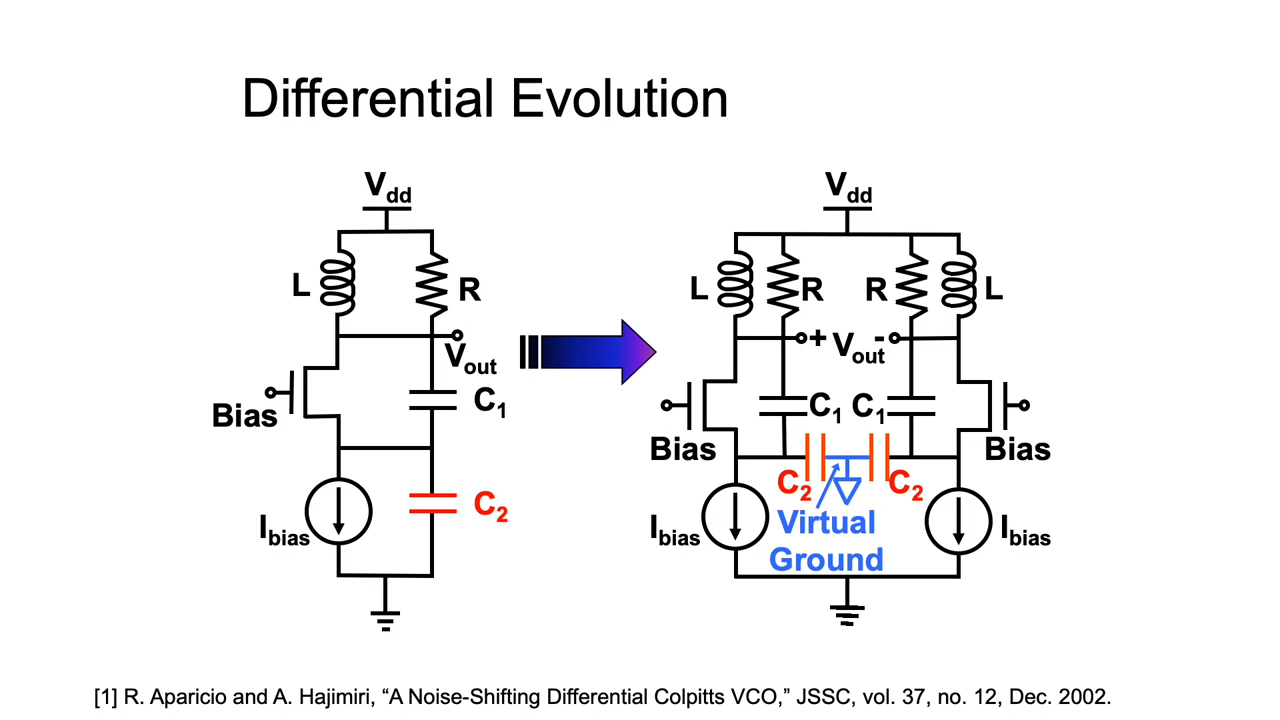 Differential Evolution
Vdd
L
R
Vout
Bias
C1
C2
Ibias
Vdd
L
R
R
L
+ Vout -
Bias
C1
C1
Bias
C2
C2
Ibias
Virtual
Ground
Ibias
[1] R. Aparicio and A. Hajimiri, “A Noise-Shifting Differential Colpitts VCO,” JSSC, vol. 37, no. 12, Dec. 2002.